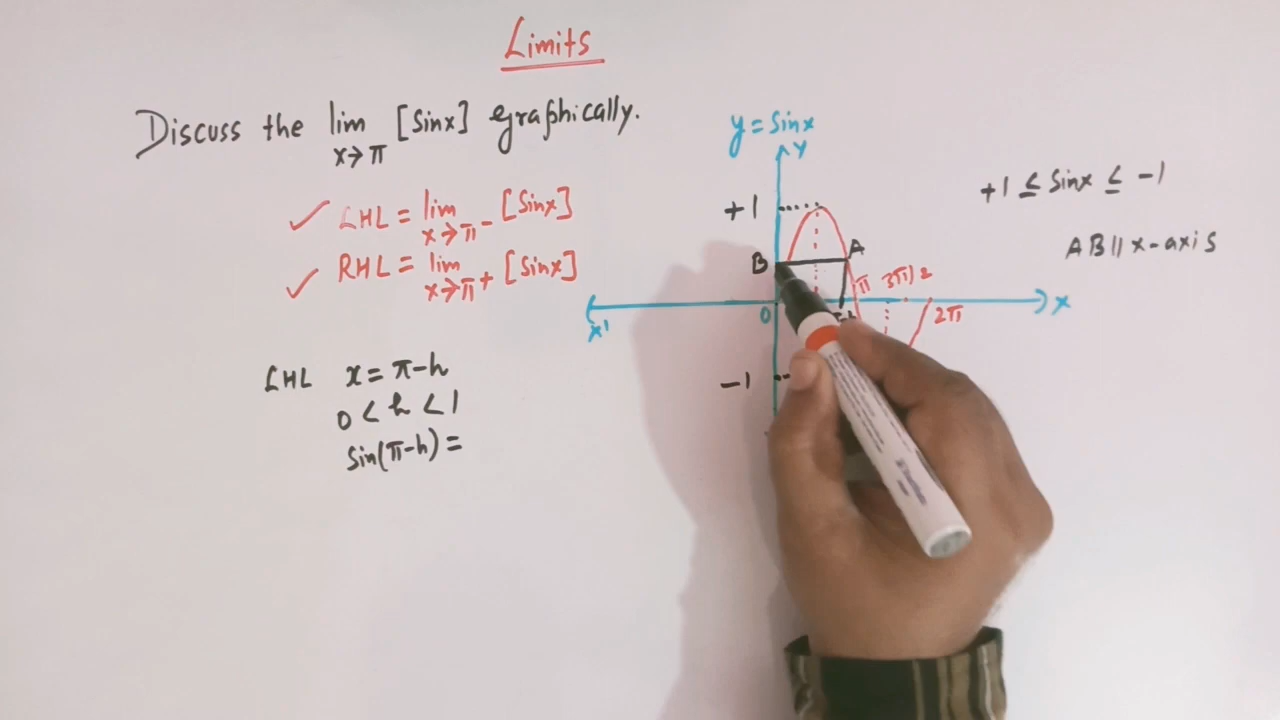 Limits
Discuss the lim [Sinx] graphically.
x→π
LHL = lim [Sinx]
x→π-
RHL = lim [Sinx]
x→π+
LHL x = π-h
0 < h < 1
Sin(π-h) =
y = Sinx
Y
+1
B A
π 3π/2
x' 0 2π x
-1
+1 ≤ Sinx ≤ -1
AB || x-axis